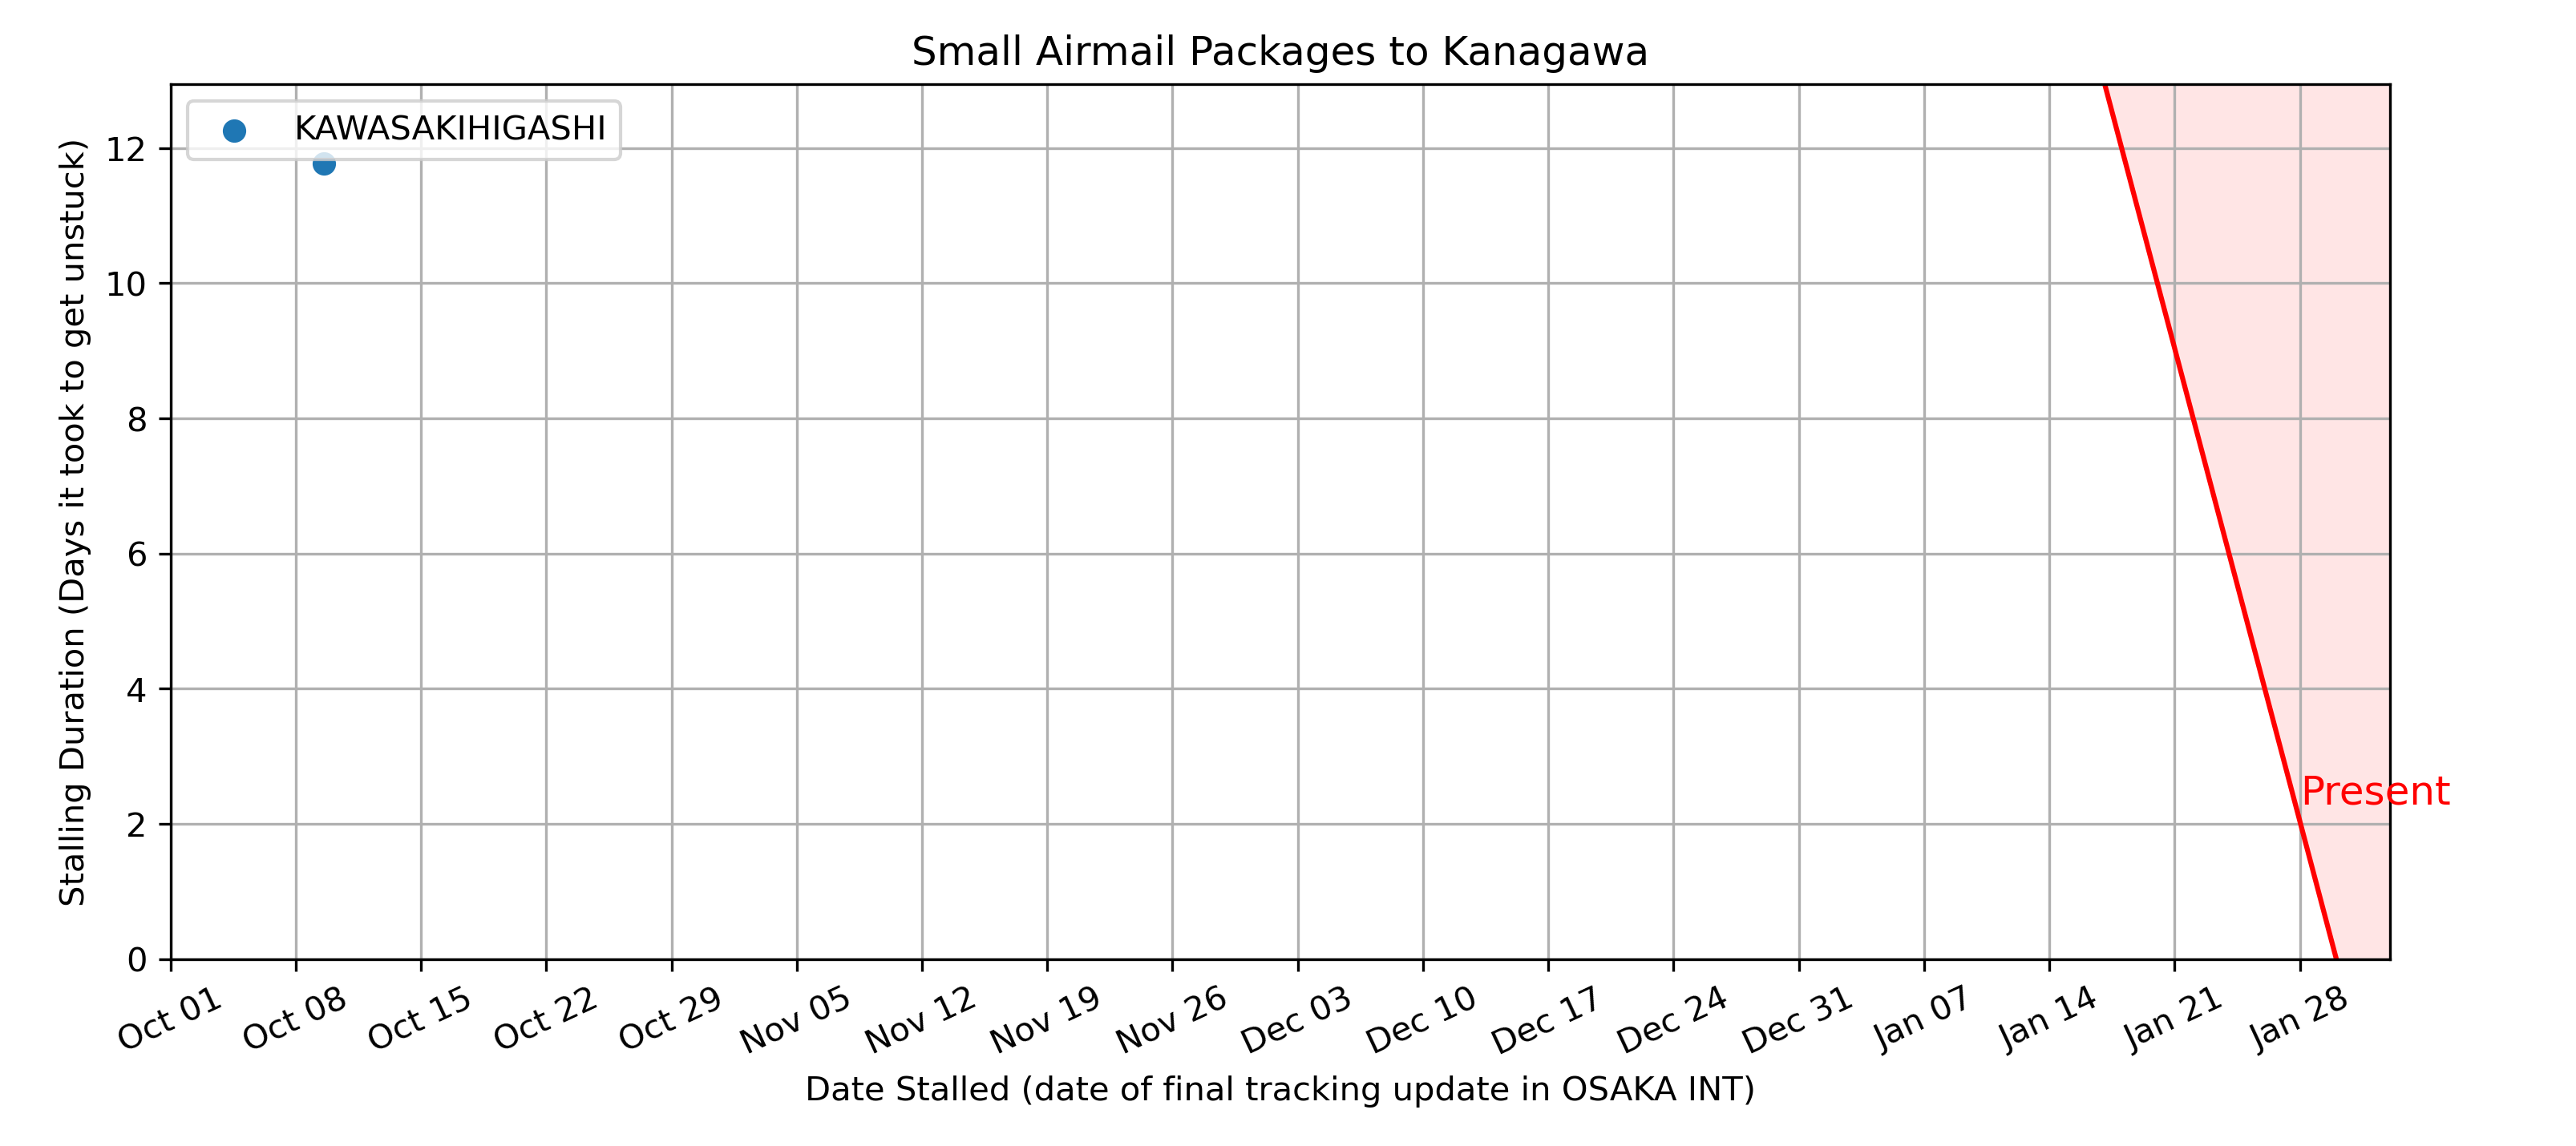 Small Airmail Packages to Kanagawa
KAWASAKIHIGASHI
Stalling Duration (Days it took to get unstuck)
12
10
8
6
4
2
0
Present
Oct 01 Oct 08 Oct 15 Oct 22 Oct 29 Nov 05 Nov 12 Nov 19 Nov 26 Dec 03 Dec 10 Dec 17 Dec 24 Dec 31 Jan 07 Jan 14 Jan 21 Jan 28
Date Stalled (date of final tracking update in OSAKA INT)